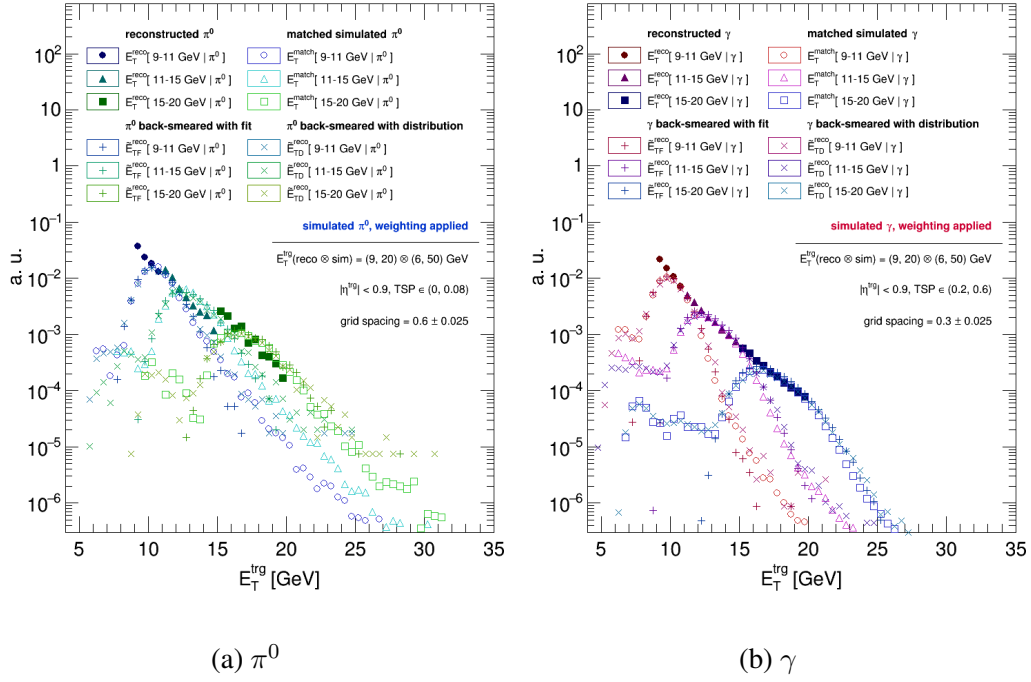 reconstructed π⁰ matched simulated π⁰
E_T^reco[ 9-11 GeV | π⁰] E_T^match[ 9-11 GeV | π⁰]
E_T^reco[ 11-15 GeV | π⁰] E_T^match[ 11-15 GeV | π⁰]
E_T^reco[ 15-20 GeV | π⁰] E_T^match[ 15-20 GeV | π⁰]
π⁰ back-smeared with fit π⁰ back-smeared with distribution
Ẽ_TF^reco [ 9-11 GeV | π⁰] Ẽ_TD^reco [ 9-11 GeV | π⁰]
Ẽ_TF^reco [ 11-15 GeV | π⁰] Ẽ_TD^reco [ 11-15 GeV | π⁰]
Ẽ_TF^reco [ 15-20 GeV | π⁰] Ẽ_TD^reco [ 15-20 GeV | π⁰]
simulated π⁰, weighting applied
E_T^trg(reco ⊗ sim) = (9, 20) ⊗ (6, 50) GeV
|η^trg| < 0.9, TSP ∈ (0, 0.08)
grid spacing = 0.6 ± 0.025
a. u.
10²
10
1
10⁻¹
10⁻²
10⁻³
10⁻⁴
10⁻⁵
10⁻⁶
5 10 15 20 25 30 35
E_T^trg [GeV]
(a) π⁰
reconstructed γ matched simulated γ
E_T^reco[ 9-11 GeV | γ] E_T^match[ 9-11 GeV | γ]
E_T^reco[ 11-15 GeV | γ] E_T^match[ 11-15 GeV | γ]
E_T^reco[ 15-20 GeV | γ] E_T^match[ 15-20 GeV | γ]
γ back-smeared with fit γ back-smeared with distribution
Ẽ_TF^reco [ 9-11 GeV | γ] Ẽ_TD^reco [ 9-11 GeV | γ]
Ẽ_TF^reco [ 11-15 GeV | γ] Ẽ_TD^reco [ 11-15 GeV | γ]
Ẽ_TF^reco [ 15-20 GeV | γ] Ẽ_TD^reco [ 15-20 GeV | γ]
simulated γ, weighting applied
E_T^trg(reco ⊗ sim) = (9, 20) ⊗ (6, 50) GeV
|η^trg| < 0.9, TSP ∈ (0.2, 0.6)
grid spacing = 0.3 ± 0.025
a. u.
10²
10
1
10⁻¹
10⁻²
10⁻³
10⁻⁴
10⁻⁵
10⁻⁶
5 10 15 20 25 30 35
E_T^trg [GeV]
(b) γ